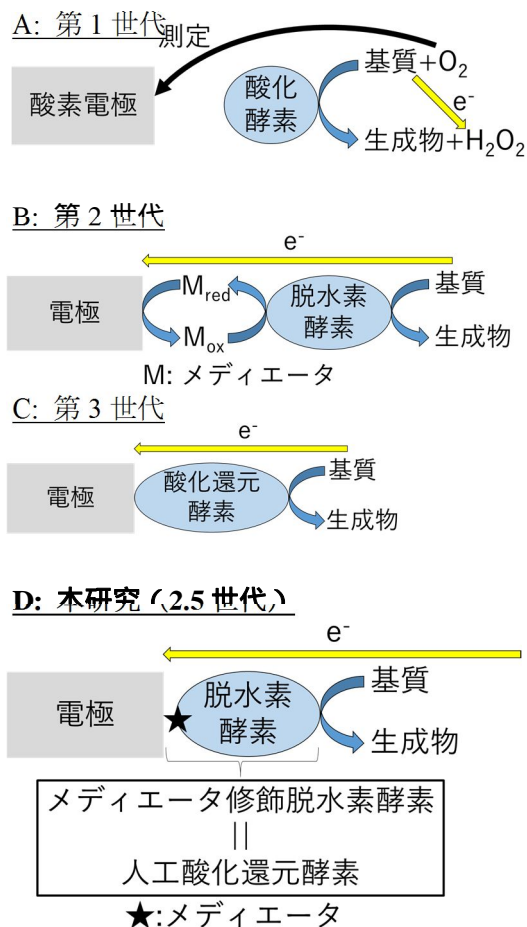 A: 第1世代
測定
酸素電極
酸化
酵素
基質+O₂
e⁻
生成物+H₂O₂
B: 第2世代
e⁻
電極
M_red
M_ox
脱水素
酵素
基質
生成物
M: メディエータ
C: 第3世代
e⁻
電極
酸化還元
酵素
基質
生成物
D: 本研究（2.5世代）
e⁻
電極
★
脱水素
酵素
基質
生成物
メディエータ修飾脱水素酵素
||
人工酸化還元酵素
★:メディエータ